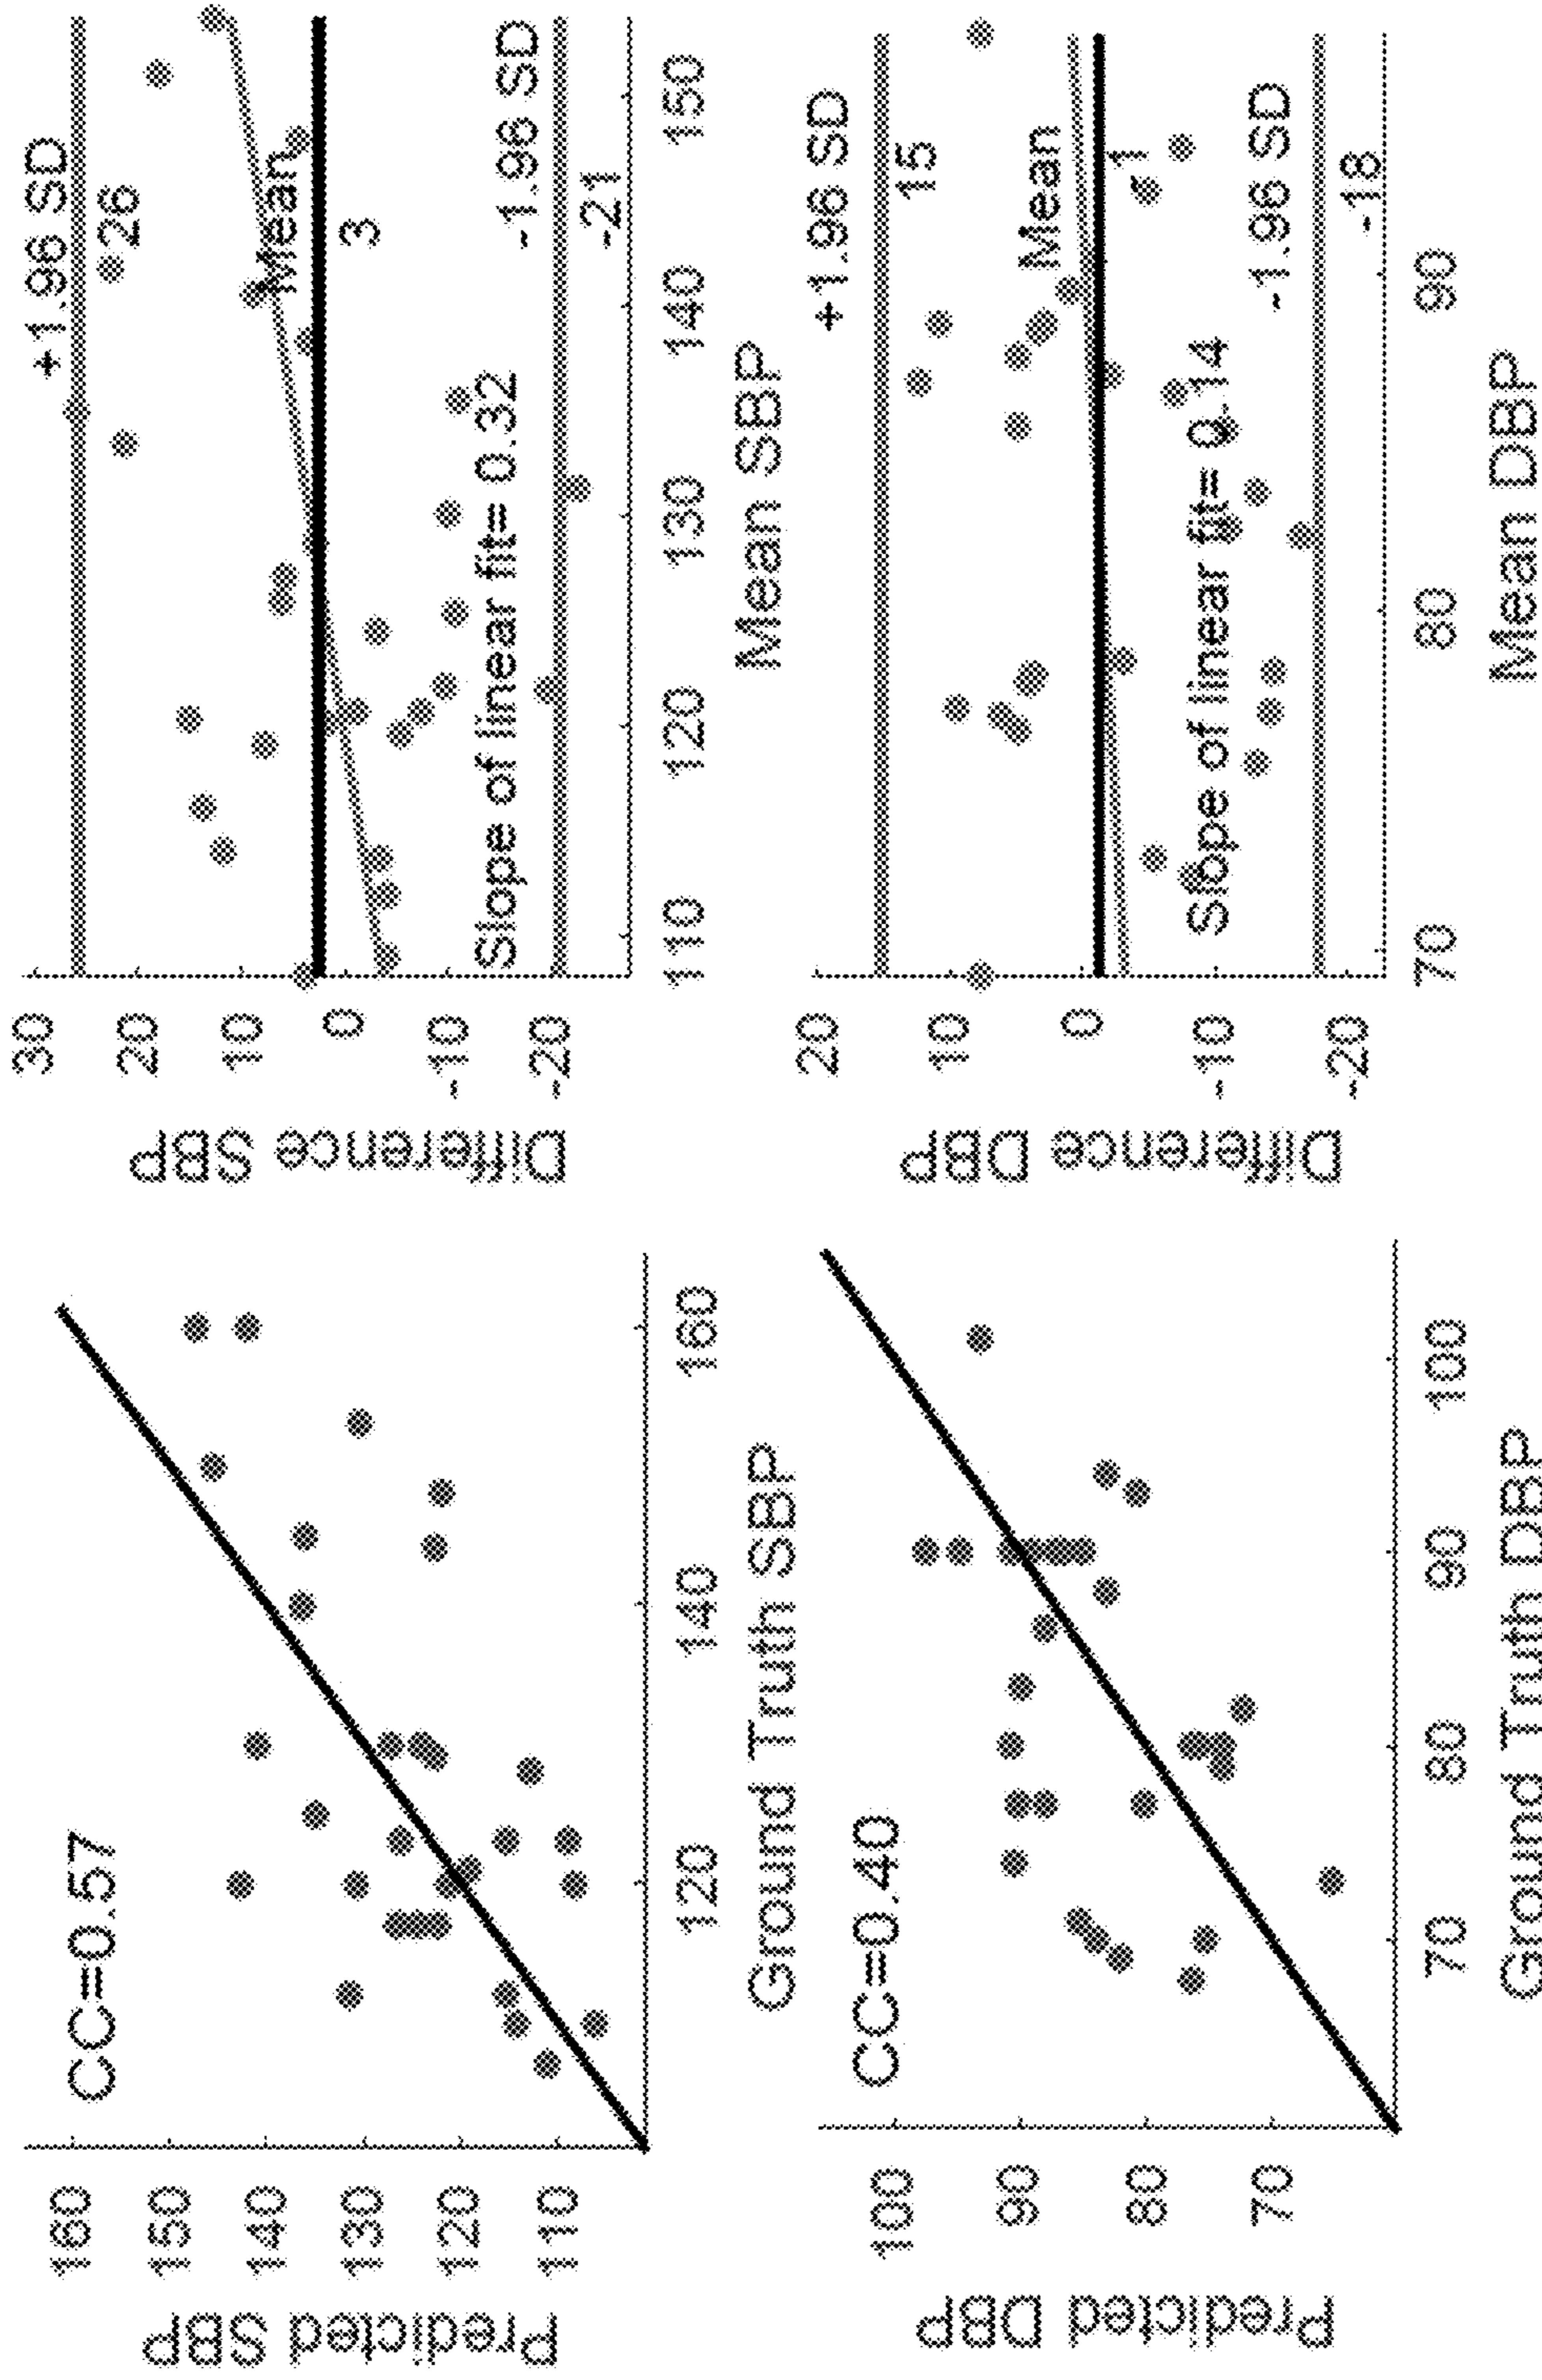 CC=0.57
160
150
140
130
120
110
Predicted SBP
120
140
160
Ground Truth SBP
30
20
10
0
-10
-20
Difference SBP
+1.96 SD
26
Mean
3
-1.96 SD
-21
Slope of linear fit= 0.32
110
120
130
140
150
Mean SBP
CC=0.40
100
90
80
70
Predicted DBP
70
80
90
100
Ground Truth DBP
20
10
0
-10
-20
Difference DBP
+1.96 SD
15
Mean
-1
-1.96 SD
-18
Slope of linear fit= 0.14
70
80
90
Mean DBP